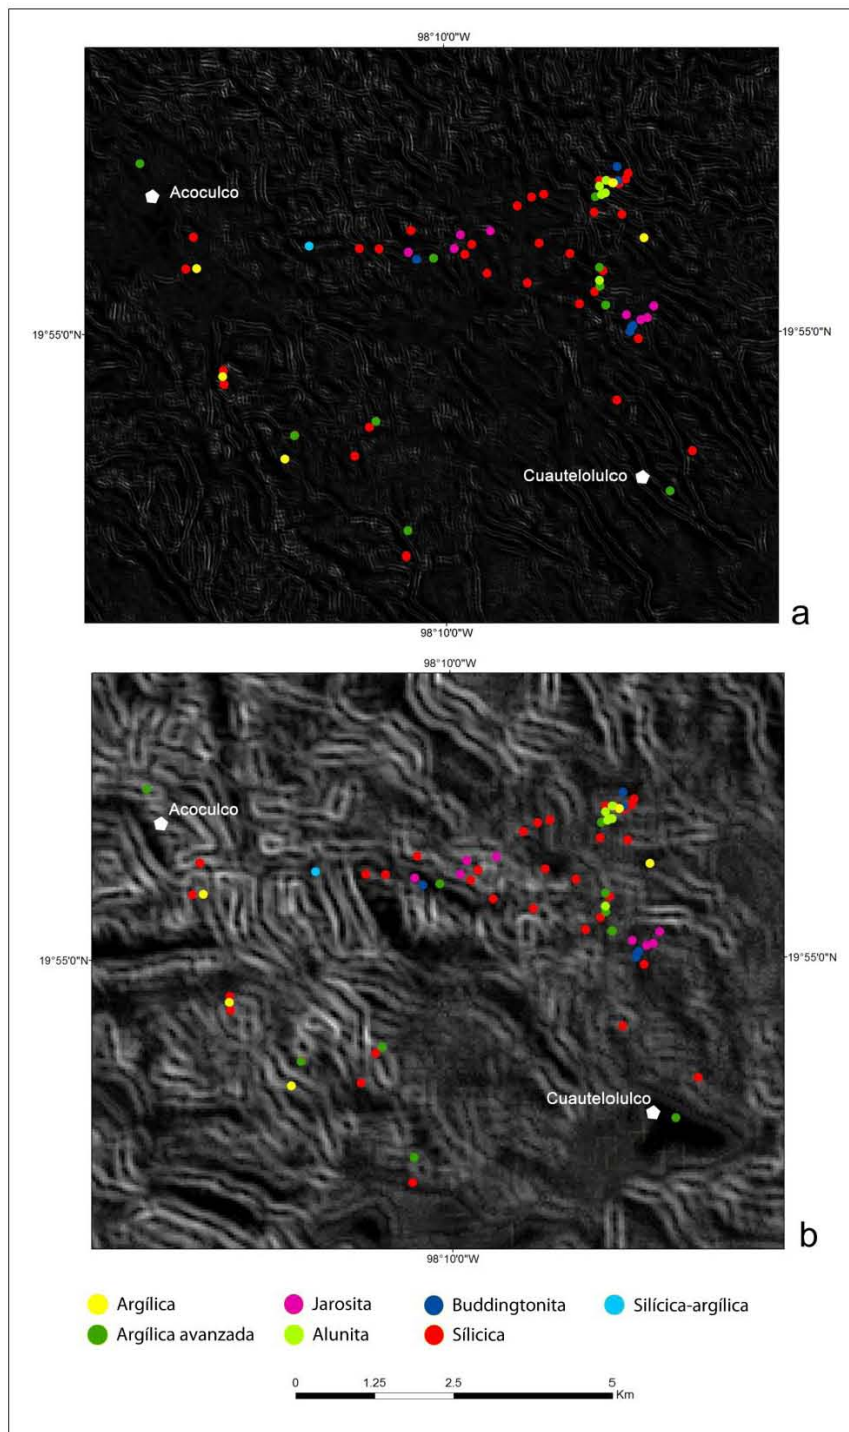 98°10'0"W
Acoculco
19°55'0"N
19°55'0"N
Cuautelolulco
98°10'0"W
a
98°10'0"W
Acoculco
19°55'0"N
19°55'0"N
Cuautelolulco
98°10'0"W
b
Argílica
Jarosita
Buddingtonita
Silícica-argílica
Argílica avanzada
Alunita
Sílicica
0 1.25 2.5 5
Km